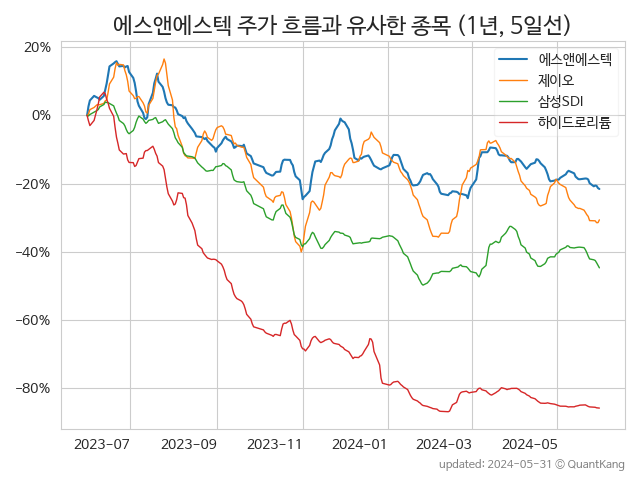 에스앤에스텍 주가 흐름과 유사한 종목 (1년, 5일선)
20%
0%
−20%
−40%
−60%
−80%
에스앤에스텍
제이오
삼성SDI
하이드로리튬
2023-07
2023-09
2023-11
2024-01
2024-03
2024-05
updated: 2024-05-31 © QuantKang